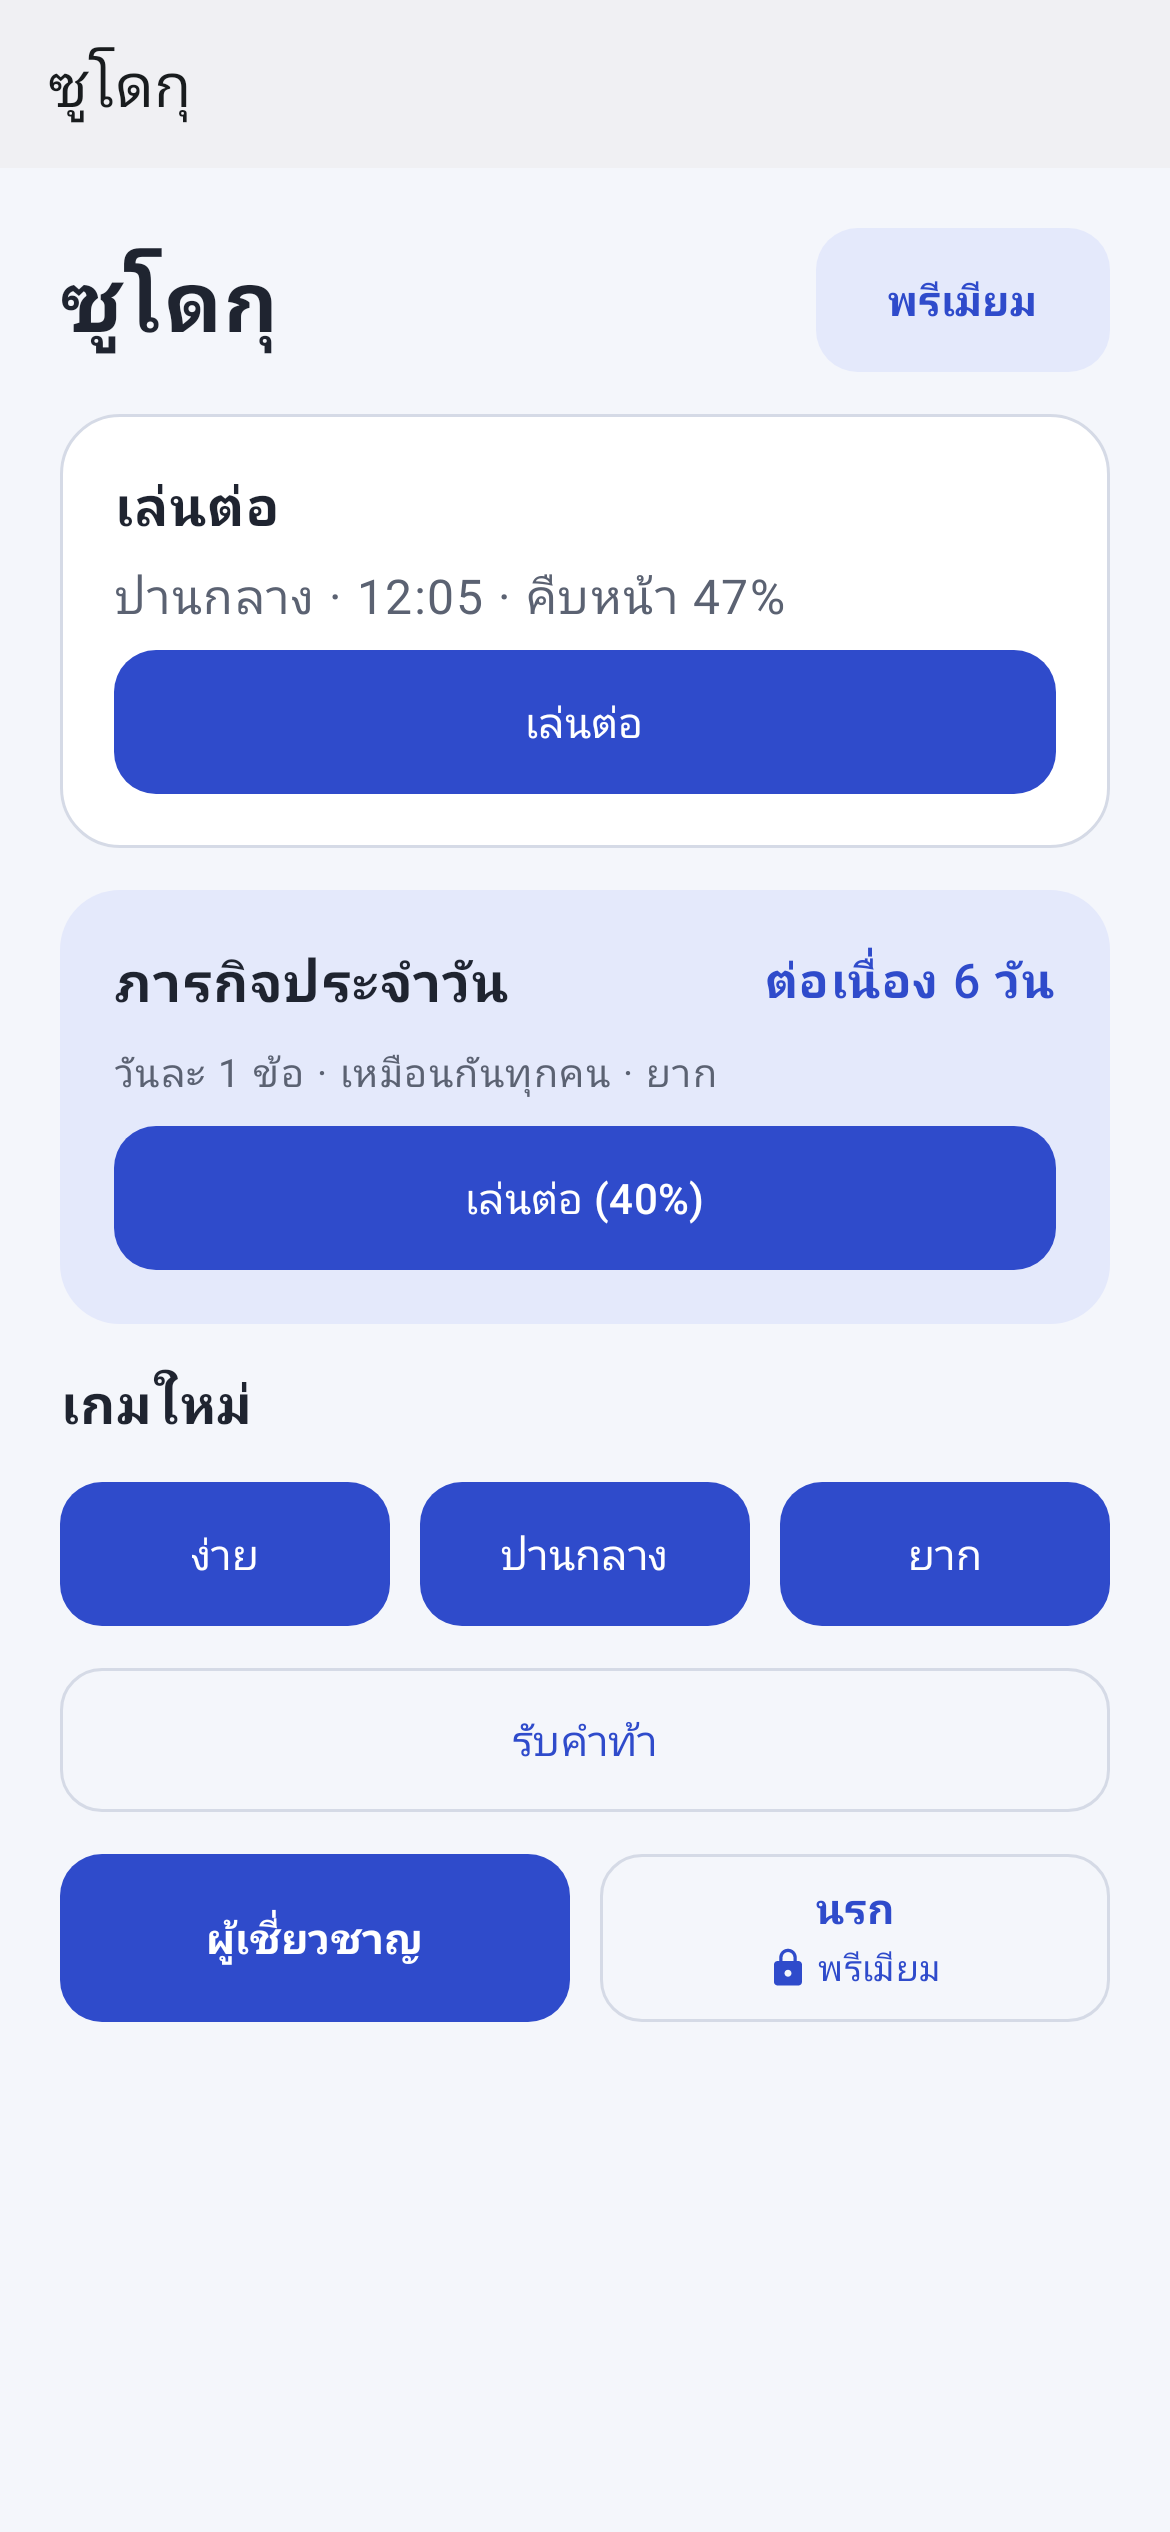 ซูโดกุ
ซูโดกุ
พรีเมียม
เล่นต่อ
ปานกลาง · 12:05 · คืบหน้า 47%
เล่นต่อ
ภารกิจประจำวัน
ต่อเนื่อง 6 วัน
วันละ 1 ข้อ · เหมือนกันทุกคน · ยาก
เล่นต่อ (40%)
เกมใหม่
ง่าย
ปานกลาง
ยาก
รับคำท้า
ผู้เชี่ยวชาญ
นรก
พรีเมียม